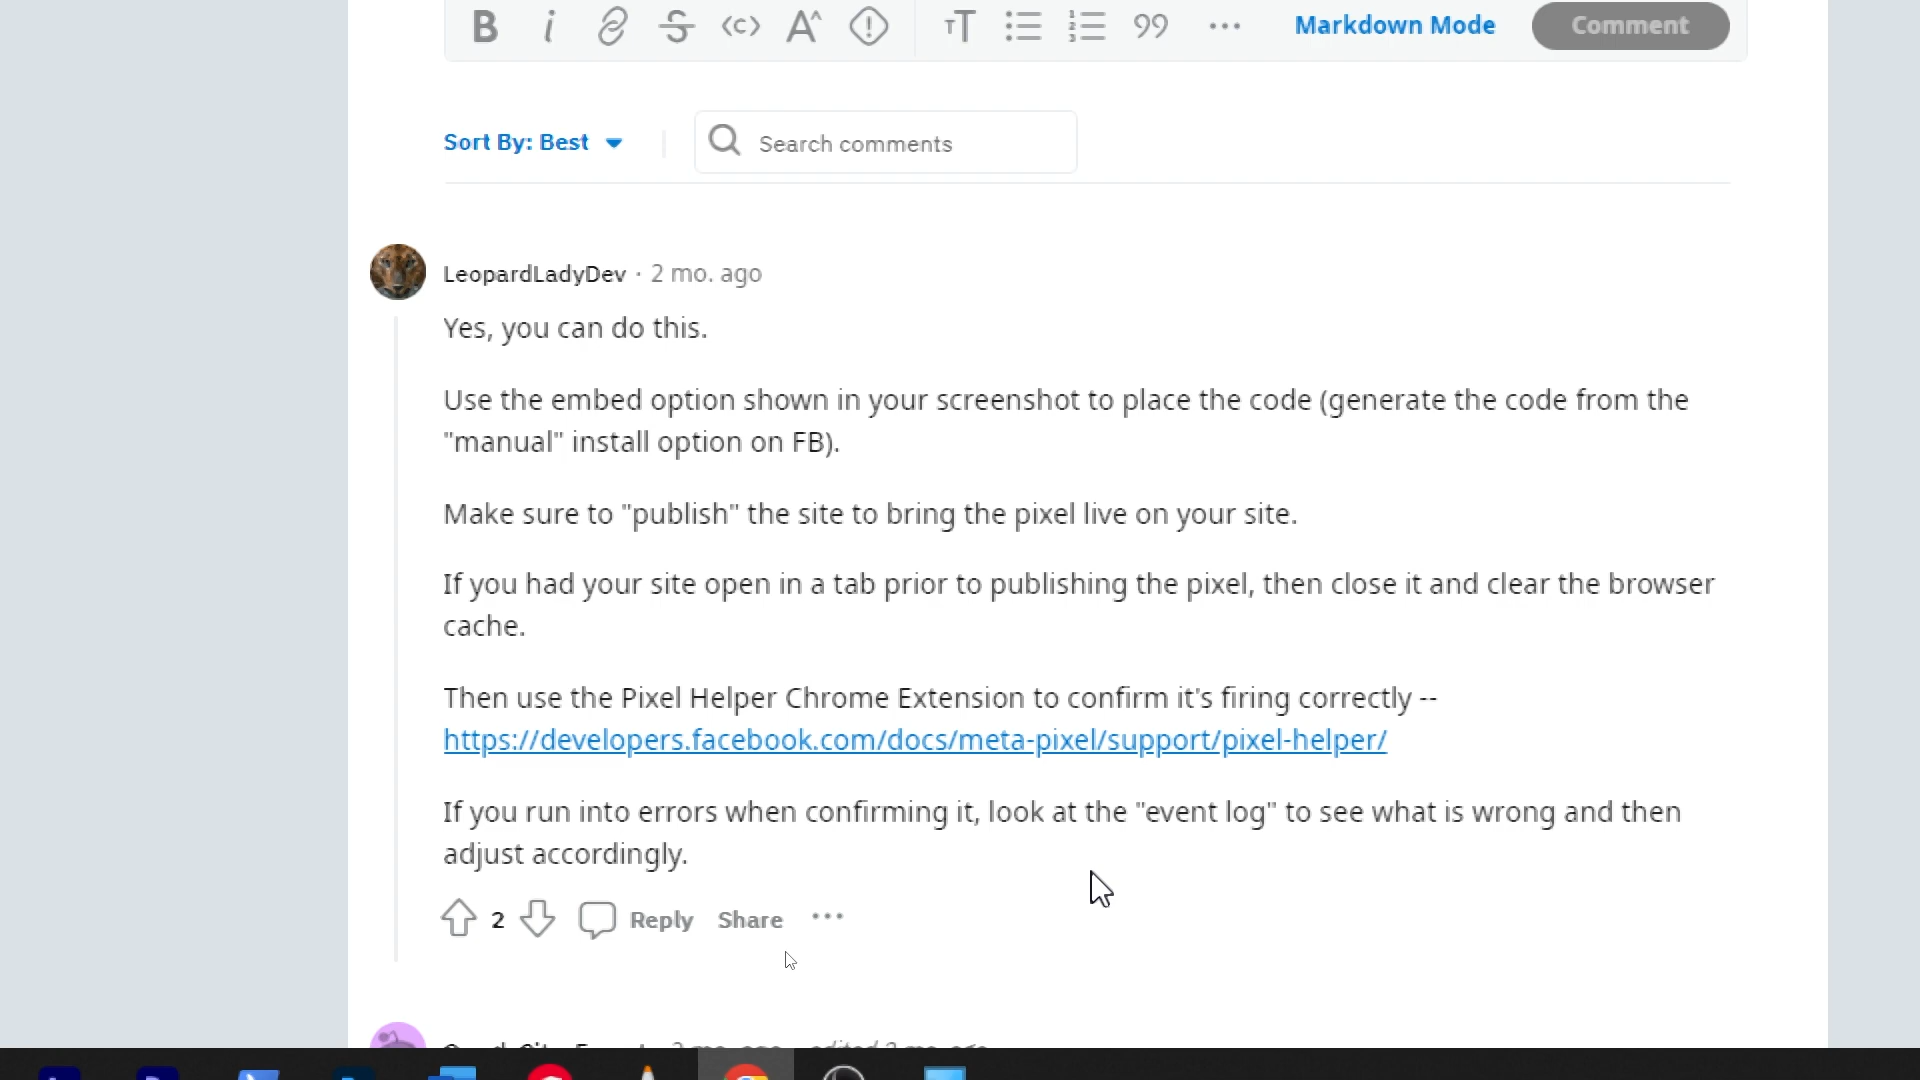 Markdown Mode Comment
Sort By: Best Search comments
LeopardLadyDev · 2 mo. ago
Yes, you can do this.
Use the embed option shown in your screenshot to place the code (generate the code from the
"manual" install option on FB).
Make sure to "publish" the site to bring the pixel live on your site.
If you had your site open in a tab prior to publishing the pixel, then close it and clear the browser
cache.
Then use the Pixel Helper Chrome Extension to confirm it's firing correctly --
https://developers.facebook.com/docs/meta-pixel/support/pixel-helper/
If you run into errors when confirming it, look at the "event log" to see what is wrong and then
adjust accordingly.
2 Reply Share